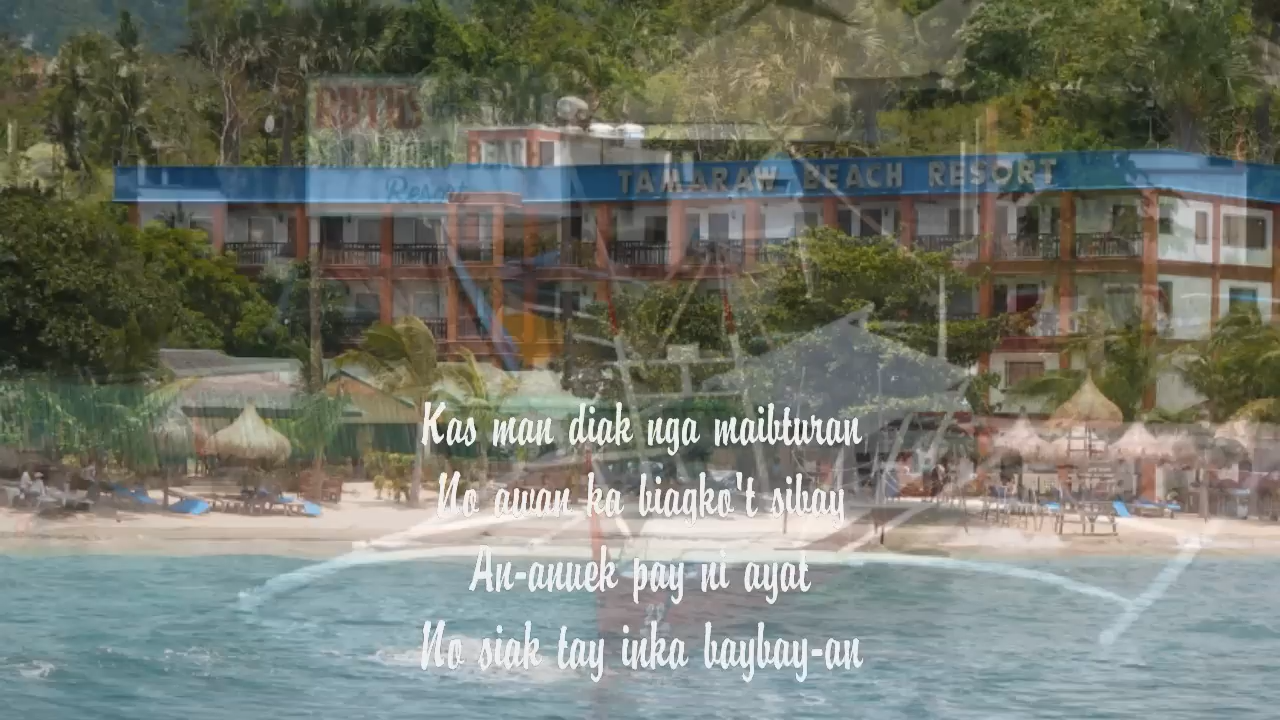 Resort
TAMARAW BEACH RESORT
Kas man diak nga maibturan
No awan ka biagko't sibay
An-anuek pay ni ayat
No siak tay inka baybay-an